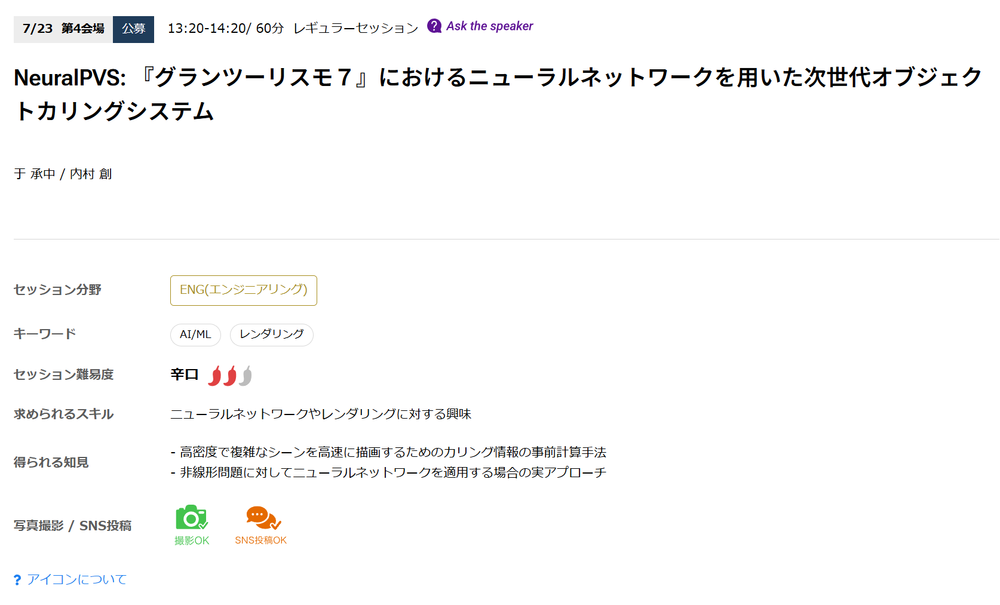 7/23 第4会場 公募 13:20-14:20/ 60分 レギュラーセッション ? Ask the speaker
NeuralPVS: 『グランツーリスモ７』におけるニューラルネットワークを用いた次世代オブジェク
トカリングシステム
于 承中 / 内村 創
セッション分野 ENG(エンジニアリング)
キーワード AI/ML レンダリング
セッション難易度 辛口
求められるスキル ニューラルネットワークやレンダリングに対する興味
得られる知見
- 高密度で複雑なシーンを高速に描画するためのカリング情報の事前計算手法
- 非線形問題に対してニューラルネットワークを適用する場合の実アプローチ
写真撮影 / SNS投稿
撮影OK SNS投稿OK
? アイコンについて